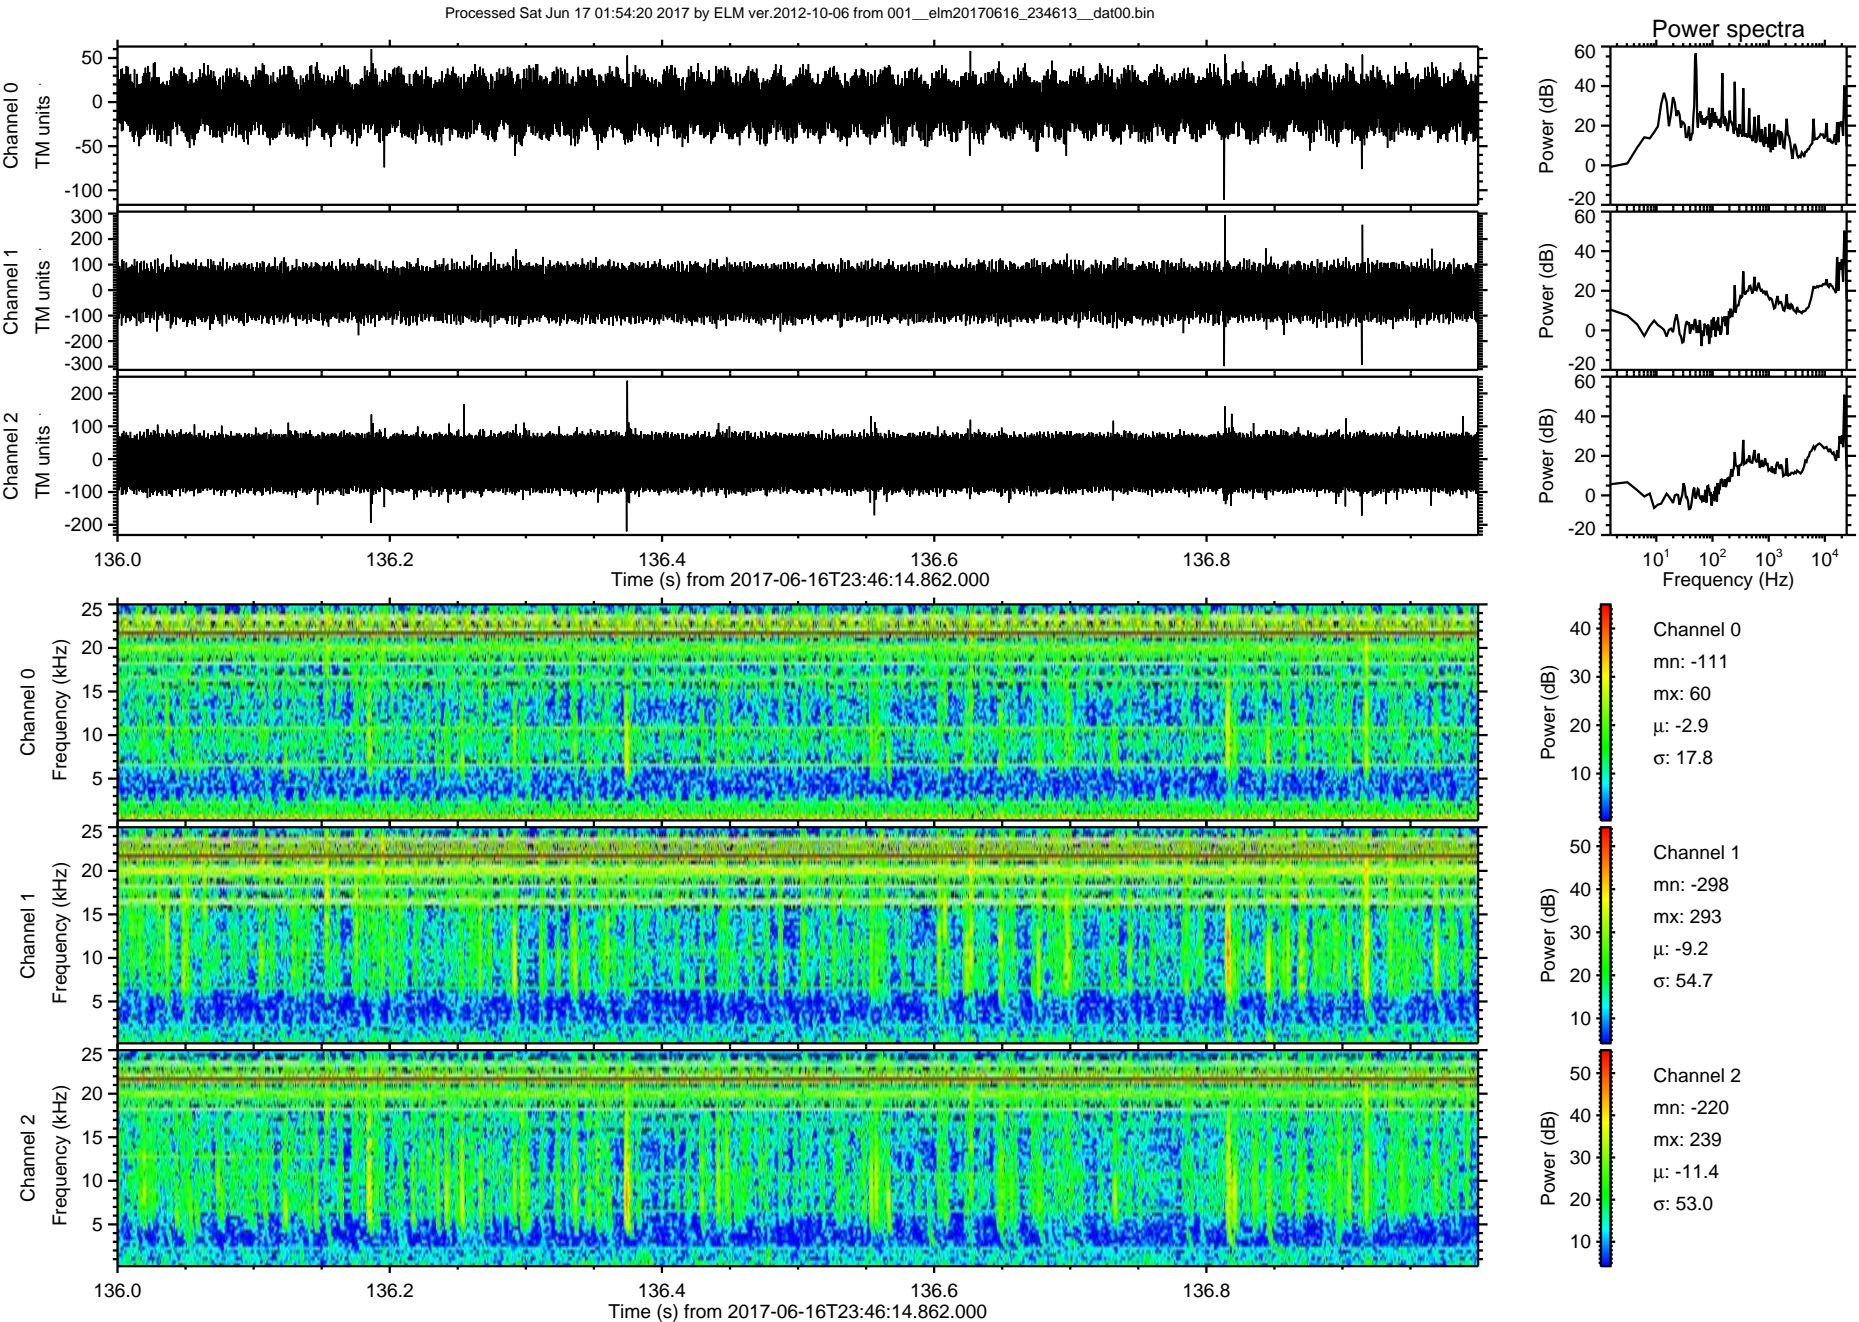 Processed Sat Jun 17 01:54:20 2017 by ELM ver.2012-10-06 from 001__elm20170616_234613__dat00.bin
Power spectra
Channel 0
TM units
50
0
-50
-100
Power (dB)
60
40
20
0
-20
Channel 1
TM units
300
200
100
0
-100
-200
-300
Power (dB)
60
40
20
0
-20
Channel 2
TM units
200
100
0
-100
-200
Power (dB)
60
40
20
0
-20
136.0 136.2 136.4 136.6 136.8
Time (s) from 2017-06-16T23:46:14.862.000
10^1 10^2 10^3 10^4
Frequency (Hz)
Channel 0
Frequency (kHz)
25
20
15
10
5
Power (dB)
40
30
20
10
Channel 0
mn: -111
mx: 60
μ: -2.9
σ: 17.8
Channel 1
Frequency (kHz)
25
20
15
10
5
Power (dB)
50
40
30
20
10
Channel 1
mn: -298
mx: 293
μ: -9.2
σ: 54.7
Channel 2
Frequency (kHz)
25
20
15
10
5
Power (dB)
50
40
30
20
10
Channel 2
mn: -220
mx: 239
μ: -11.4
σ: 53.0
136.0 136.2 136.4 136.6 136.8
Time (s) from 2017-06-16T23:46:14.862.000